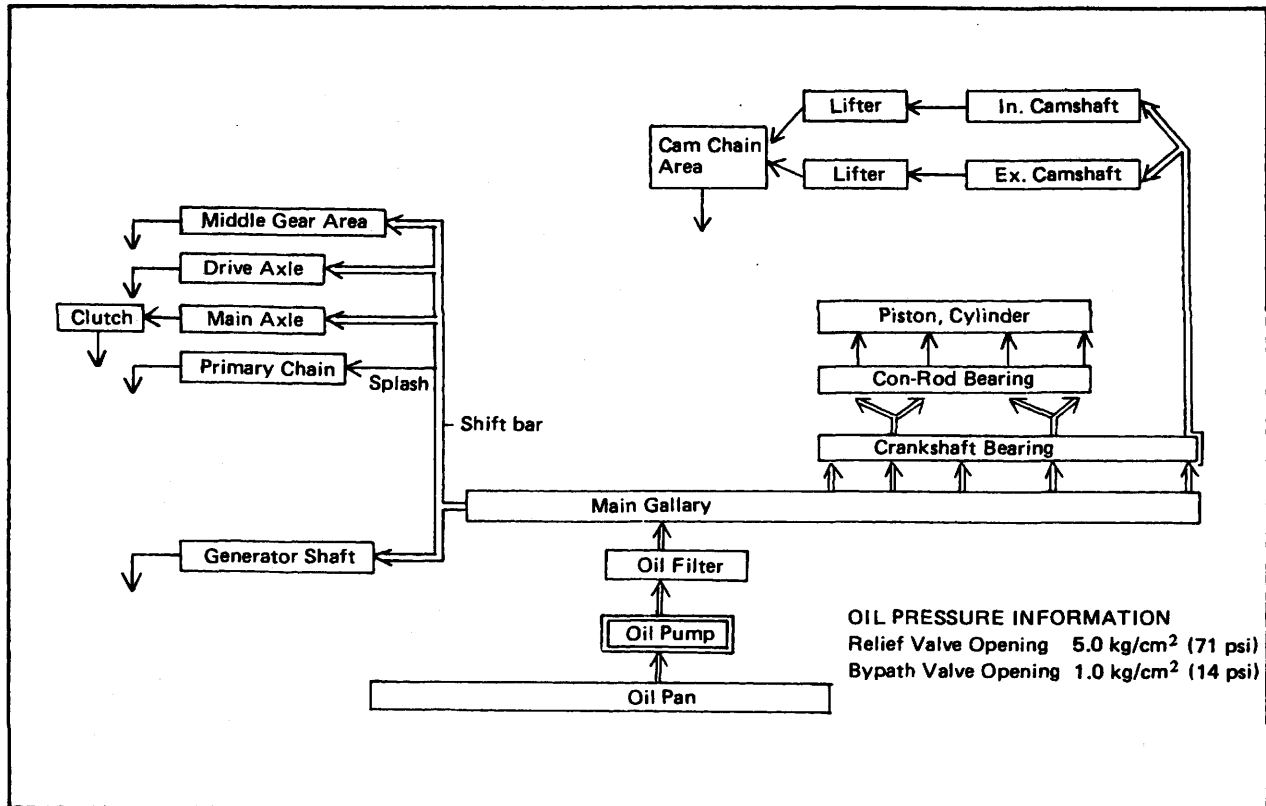 Lifter
In. Camshaft
Cam Chain
Area
Lifter
Ex. Camshaft
Middle Gear Area
Drive Axle
Clutch
Main Axle
Piston, Cylinder
Primary Chain
Splash
Con-Rod Bearing
Shift bar
Crankshaft Bearing
Main Gallary
Generator Shaft
Oil Filter
Oil Pump
Oil Pan
OIL PRESSURE INFORMATION
Relief Valve Opening 5.0 kg/cm² (71 psi)
Bypath Valve Opening 1.0 kg/cm² (14 psi)